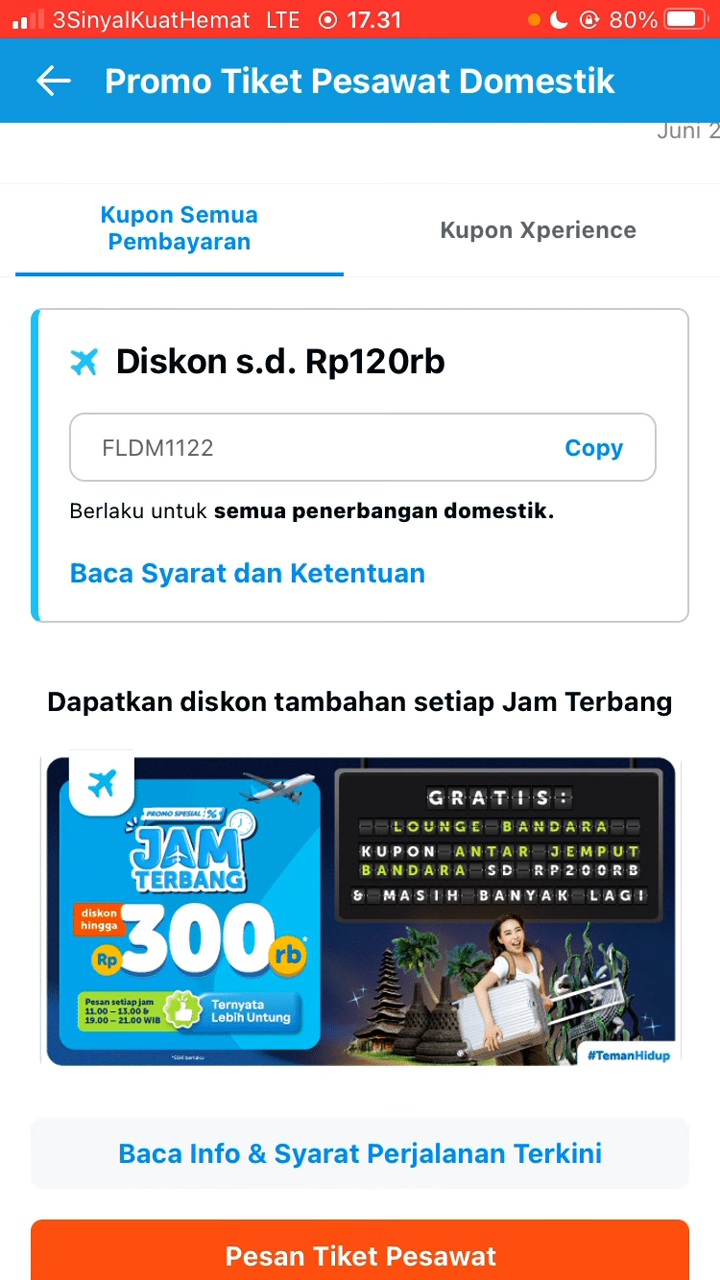 3SinyalKuatHemat LTE 17.31 80%
Promo Tiket Pesawat Domestik
Juni 2
Kupon Semua
Pembayaran
Kupon Xperience
Diskon s.d. Rp120rb
FLDM1122
Copy
Berlaku untuk semua penerbangan domestik.
Baca Syarat dan Ketentuan
Dapatkan diskon tambahan setiap Jam Terbang
PROMO SPESIAL %
JAM
TERBANG
diskon
hingga
Rp 300 rb*
Pesan setiap jam
11.00 – 13.00 &
19.00 – 21.00 WIB
Ternyata
Lebih Untung
*S&K berlaku
GRATIS:
LOUNGE BANDARA
KUPON ANTAR JEMPUT
BANDARA SD RP200RB
& MASIH BANYAK LAGI
#TemanHidup
Baca Info & Syarat Perjalanan Terkini
Pesan Tiket Pesawat